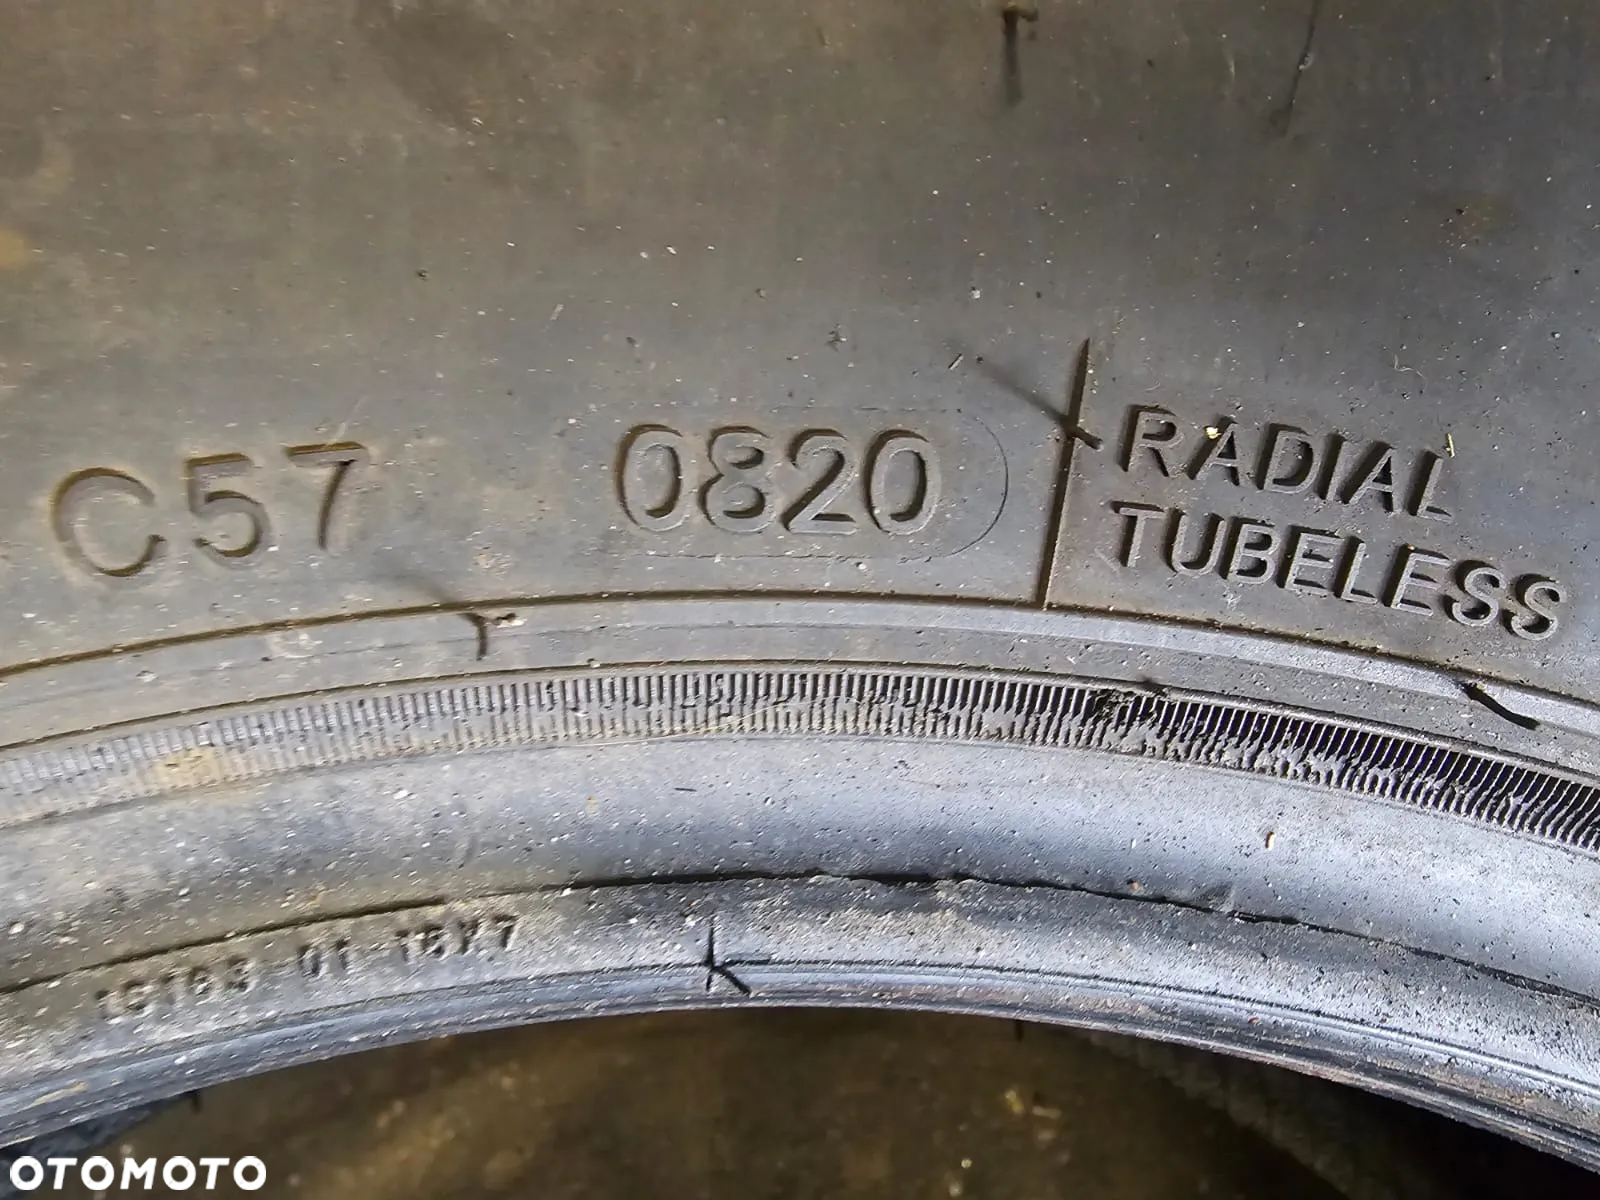 C57 0820
RADIAL
TUBELESS
OTOMOTO